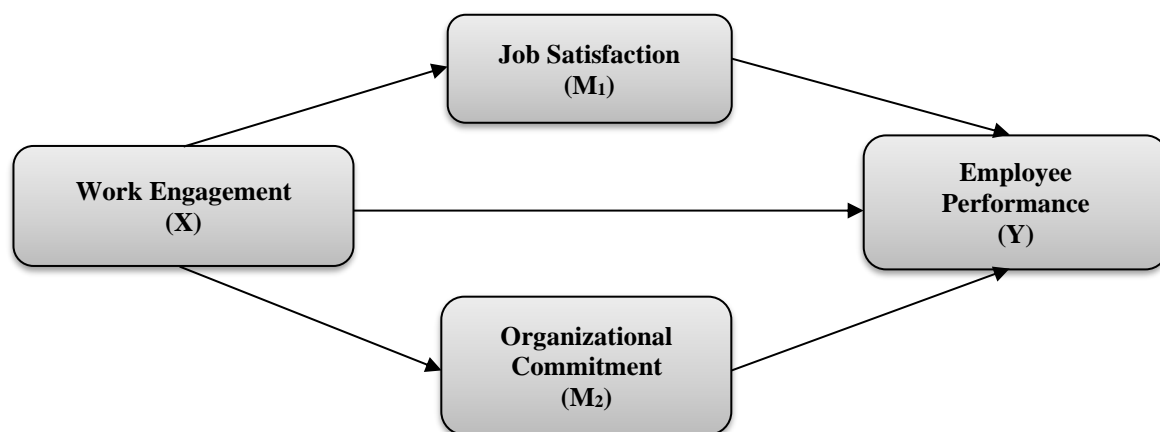 Job Satisfaction
(M₁)
Work Engagement
(X)
Employee
Performance
(Y)
Organizational
Commitment
(M₂)